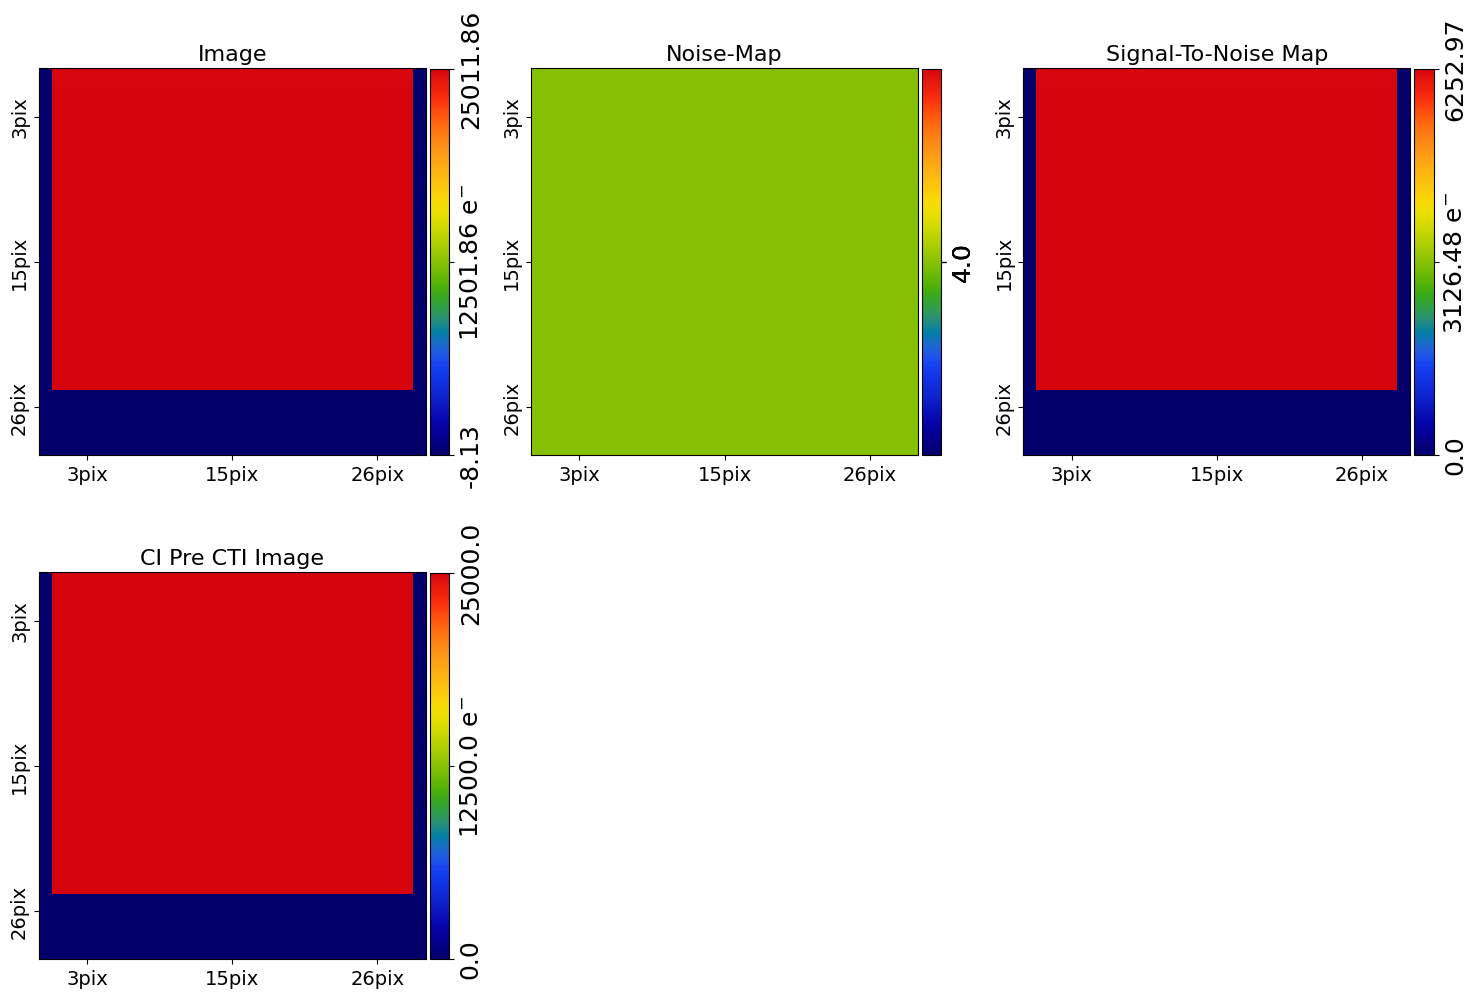 Image
3pix
15pix
26pix
3pix 15pix 26pix
25011.86
12501.86 e⁻
-8.13
Noise-Map
3pix
15pix
26pix
3pix 15pix 26pix
4.0
Signal-To-Noise Map
3pix
15pix
26pix
3pix 15pix 26pix
6252.97
3126.48 e⁻
0.0
CI Pre CTI Image
3pix
15pix
26pix
3pix 15pix 26pix
25000.0
12500.0 e⁻
0.0